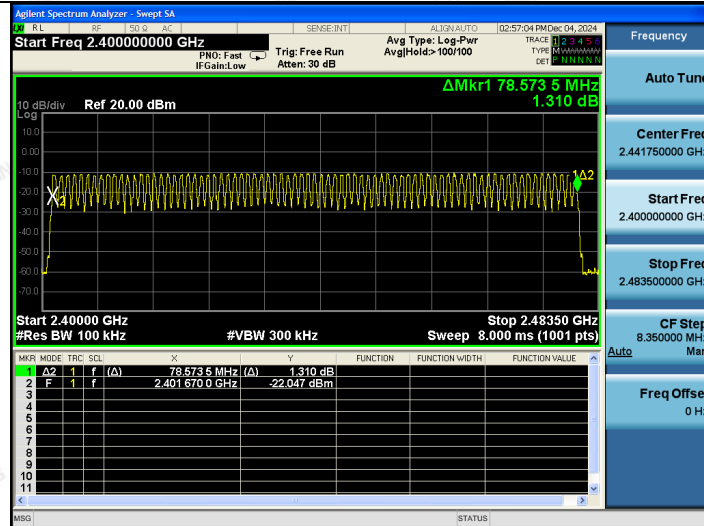 Agilent Spectrum Analyzer - Swept SA
LXI RL RF 50 Ω AC SENSE:INT ALIGNAUTO 02:57:04 PM Dec 04, 2024
Start Freq 2.400000000 GHz
PNO: Fast
IFGain:Low
Trig: Free Run
Atten: 30 dB
Avg Type: Log-Pwr
Avg|Hold:>100/100
TRACE 1 2 3 4 5 6
TYPE M
DET P N N N N N
ΔMkr1 78.573 5 MHz
1.310 dB
10 dB/div Ref 20.00 dBm
Log
10.0
0.00
-10.0
-20.0
-30.0
-40.0
-50.0
-60.0
-70.0
1Δ2
2
Start 2.40000 GHz Stop 2.48350 GHz
#Res BW 100 kHz #VBW 300 kHz Sweep 8.000 ms (1001 pts)
MKR MODE TRC SCL X Y FUNCTION FUNCTION WIDTH FUNCTION VALUE
1 Δ2 1 f (Δ) 78.573 5 MHz (Δ) 1.310 dB
2 F 1 f 2.401 670 0 GHz -22.047 dBm
3
4
5
6
7
8
9
10
11
MSG STATUS
Frequency
Auto Tune
Center Freq
2.441750000 GHz
Start Freq
2.400000000 GHz
Stop Freq
2.483500000 GHz
CF Step
8.350000 MHz
Auto Man
Freq Offset
0 Hz